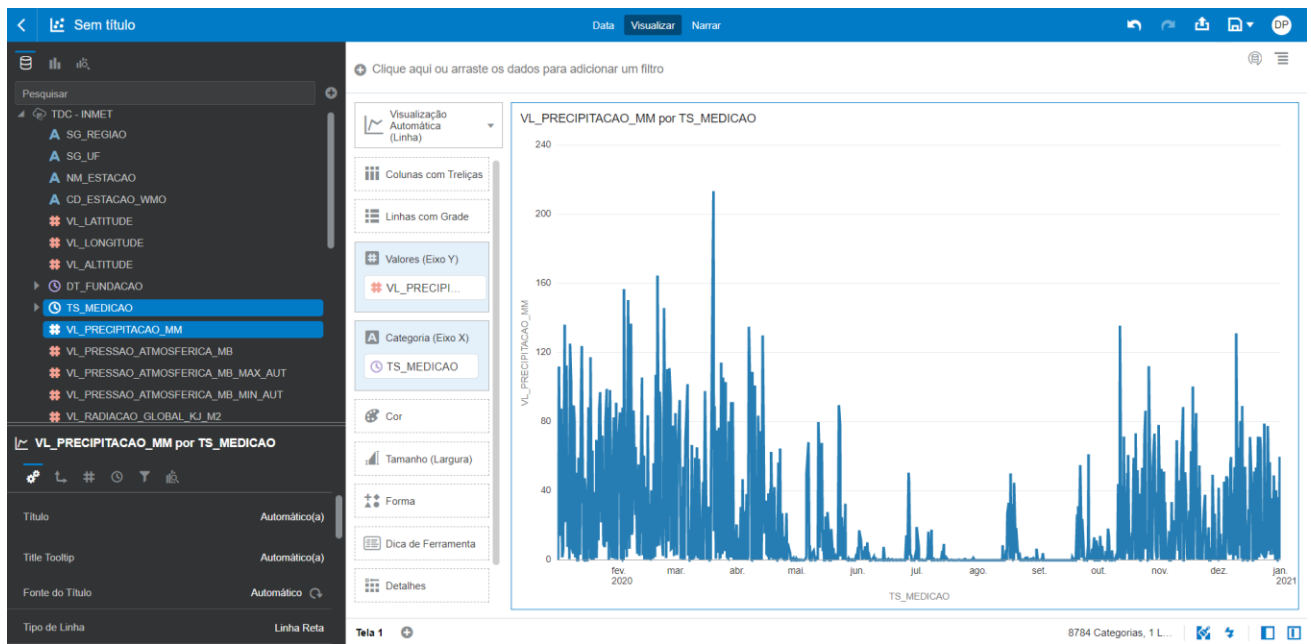 Sem título
Data
Visualizar
Narrar
DP
Pesquisar
TDC - INMET
A SG_REGIAO
A SG_UF
A NM_ESTACAO
A CD_ESTACAO_WMO
VL_LATITUDE
VL_LONGITUDE
VL_ALTITUDE
DT_FUNDACAO
TS_MEDICAO
VL_PRECIPITACAO_MM
VL_PRESSAO_ATMOSFERICA_MB
VL_PRESSAO_ATMOSFERICA_MB_MAX_AUT
VL_PRESSAO_ATMOSFERICA_MB_MIN_AUT
VL_RADIACAO_GLOBAL_KJ_M2
VL_PRECIPITACAO_MM por TS_MEDICAO
Título Automático(a)
Title Tooltip Automático(a)
Fonte do Título Automático
Tipo de Linha Linha Reta
Clique aqui ou arraste os dados para adicionar um filtro
Visualização
Automática
(Linha)
Colunas com Treliças
Linhas com Grade
Valores (Eixo Y)
VL_PRECIPI...
A Categoria (Eixo X)
TS_MEDICAO
Cor
Tamanho (Largura)
Forma
Dica de Ferramenta
Detalhes
VL_PRECIPITACAO_MM por TS_MEDICAO
240
200
160
120
80
40
0
VL_PRECIPITACAO_MM
fev. mar. abr. mai. jun. jul. ago. set. out. nov. dez. jan.
2020 2021
TS_MEDICAO
Tela 1
8784 Categorias, 1 L...